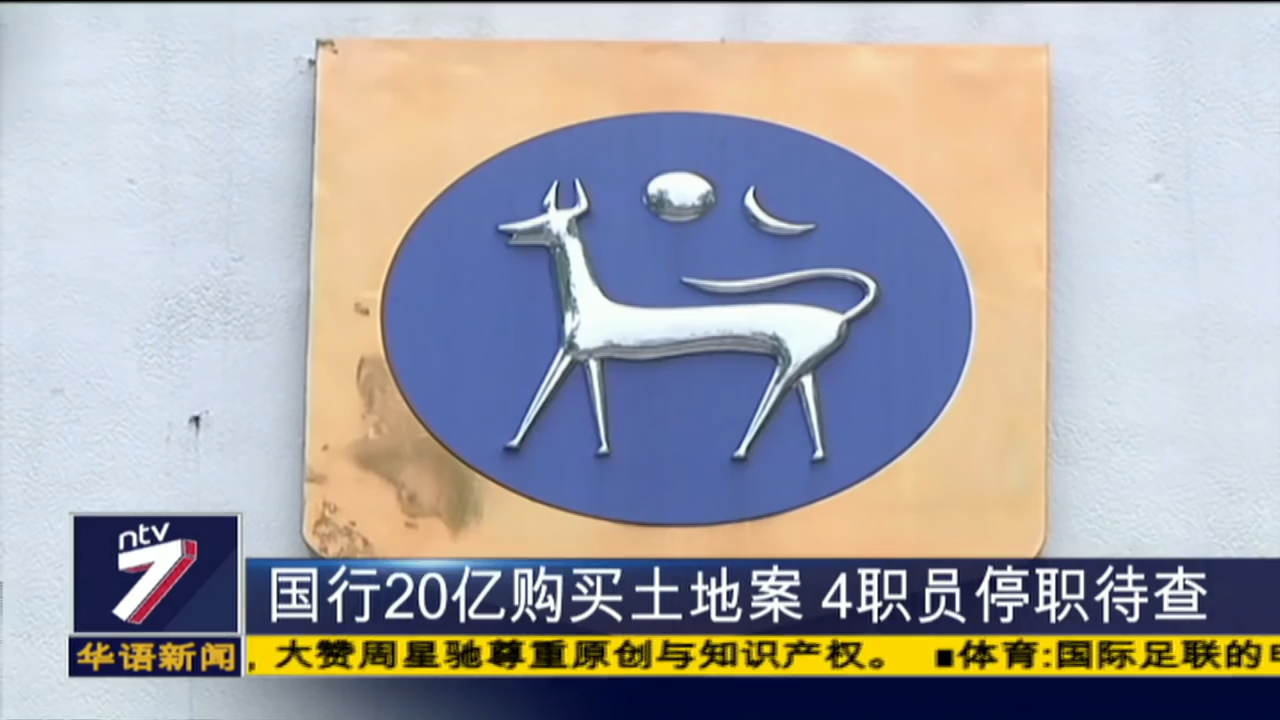 ntv
7
国行20亿购买土地案 4职员停职待查
华语新闻
，大赞周星驰尊重原创与知识产权。 ■体育:国际足联的